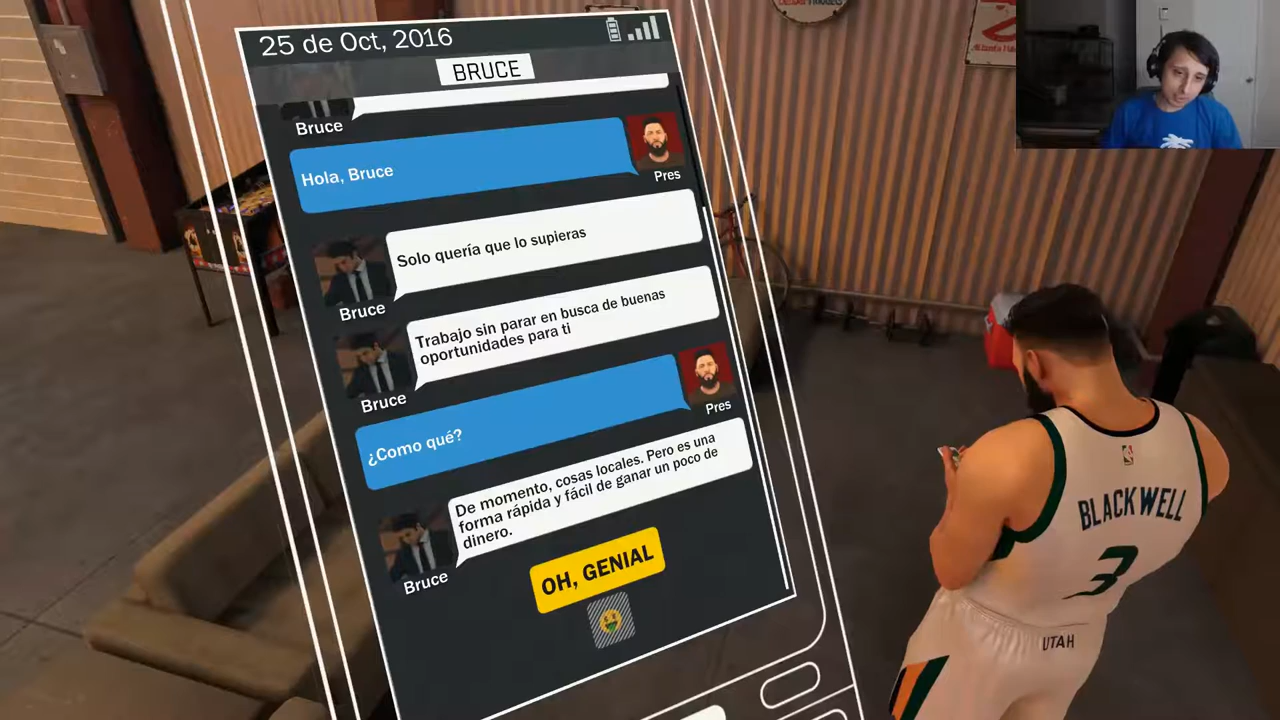 25 de Oct, 2016
BRUCE
Bruce
Hola, Bruce
Pres
Solo quería que lo supieras
Bruce
Trabajo sin parar en busca de buenas
oportunidades para ti
Bruce
¿Como qué?
Pres
De momento, cosas locales. Pero es una
forma rápida y fácil de ganar un poco de
dinero.
Bruce
OH, GENIAL
BLACKWELL
3
UTAH